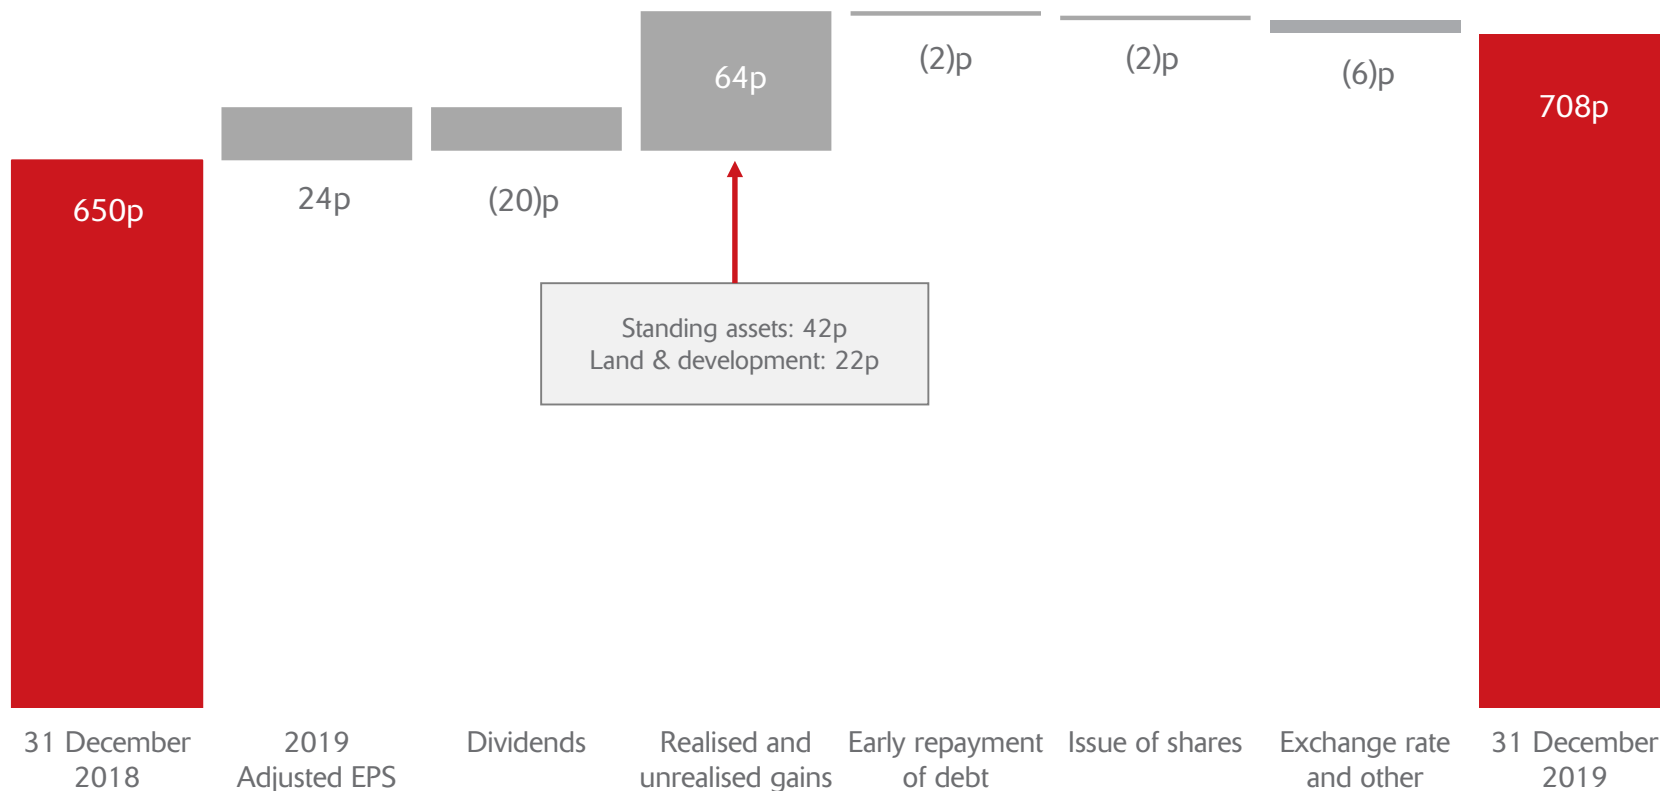 64p
(2)p
(2)p
(6)p
708p
650p
24p
(20)p
Standing assets: 42p
Land & development: 22p
31 December
2018
2019
Adjusted EPS
Dividends
Realised and
unrealised gains
Early repayment
of debt
Issue of shares
Exchange rate
and other
31 December
2019